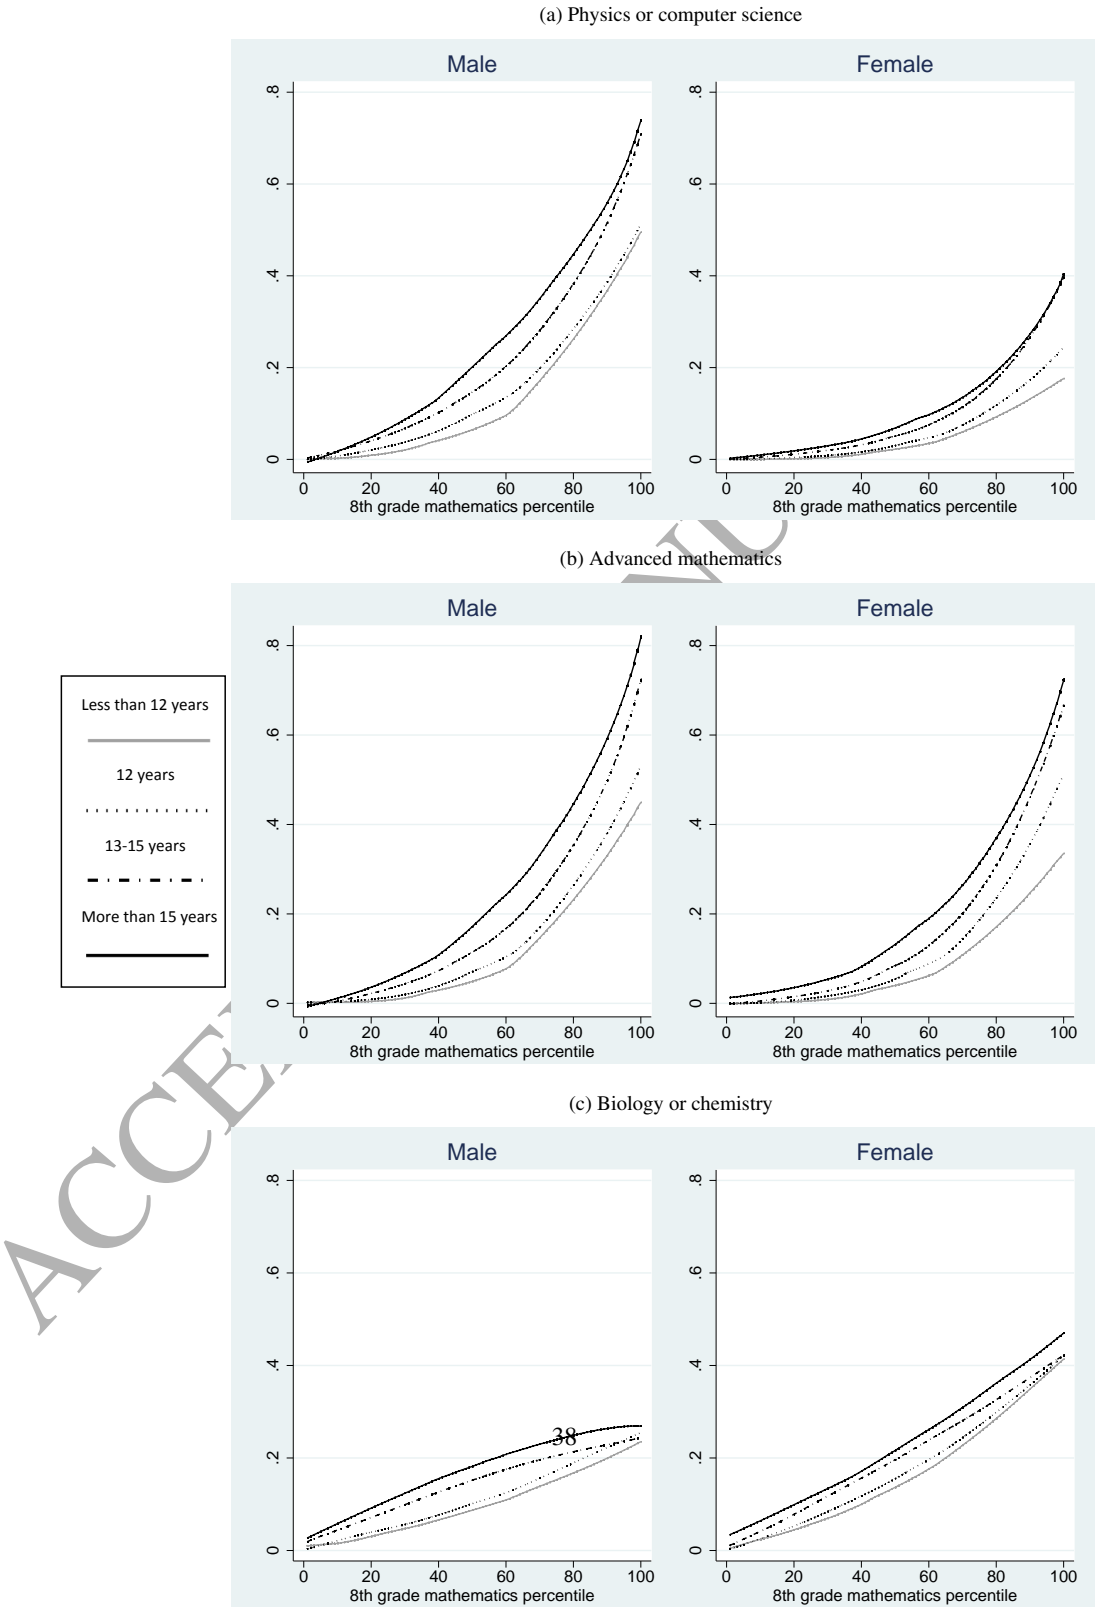 (a) Physics or computer science
Male
Female
.8
.6
.4
.2
0
0 20 40 60 80 100
8th grade mathematics percentile
.8
.6
.4
.2
0
0 20 40 60 80 100
8th grade mathematics percentile
(b) Advanced mathematics
Male
Female
.8
.6
.4
.2
0
0 20 40 60 80 100
8th grade mathematics percentile
.8
.6
.4
.2
0
0 20 40 60 80 100
8th grade mathematics percentile
Less than 12 years
12 years
13-15 years
More than 15 years
(c) Biology or chemistry
Male
Female
.8
.6
.4
.2
0
0 20 40 60 80 100
8th grade mathematics percentile
.8
.6
.4
.2
0
0 20 40 60 80 100
8th grade mathematics percentile
38